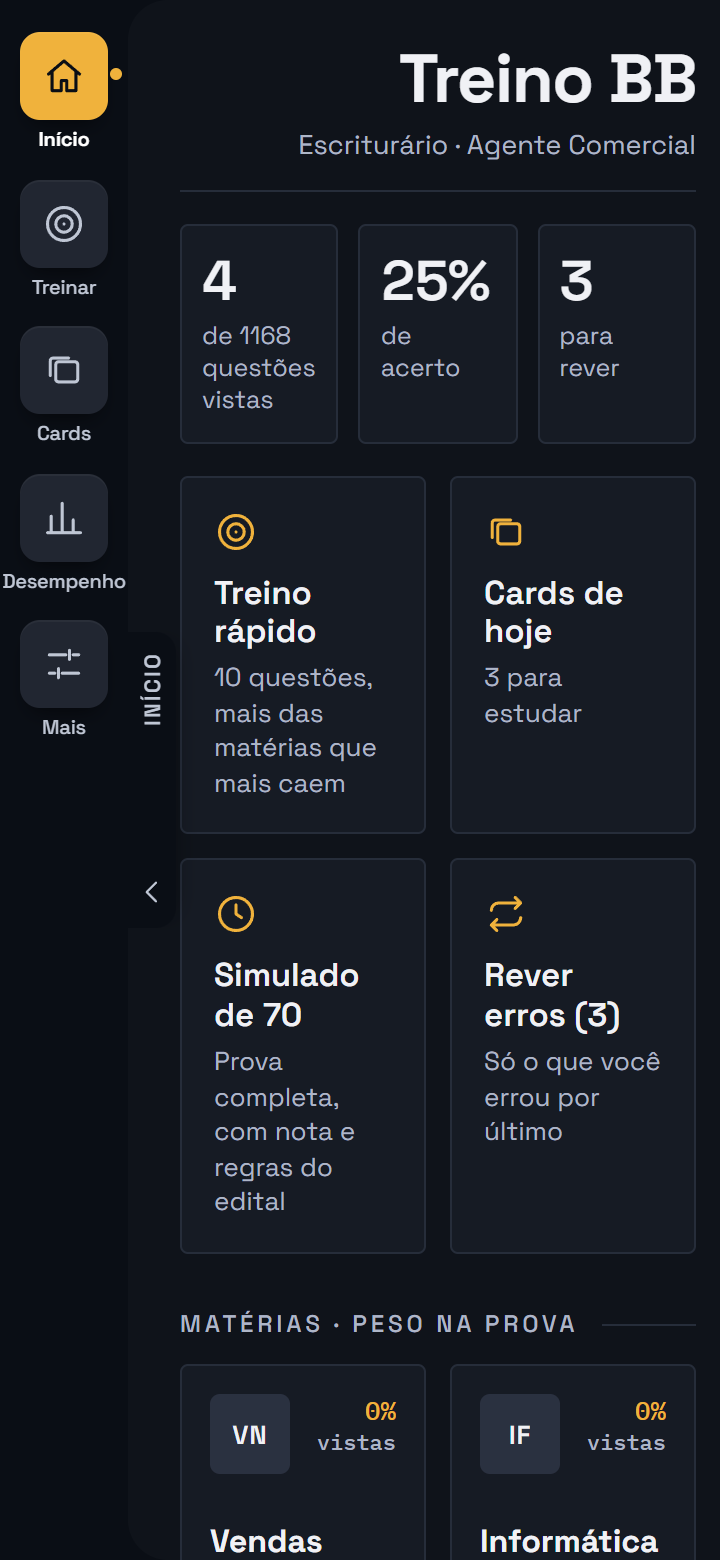 Início
Treinar
Cards
Desempenho
Mais
INÍCIO
Treino BB
Escriturário · Agente Comercial
4
de 1168
questões
vistas
25%
de
acerto
3
para
rever
Treino
rápido
10 questões,
mais das
matérias que
mais caem
Cards de
hoje
3 para
estudar
Simulado
de 70
Prova
completa,
com nota e
regras do
edital
Rever
erros (3)
Só o que você
errou por
último
MATÉRIAS · PESO NA PROVA
VN
0%
vistas
Vendas
IF
0%
vistas
Informática